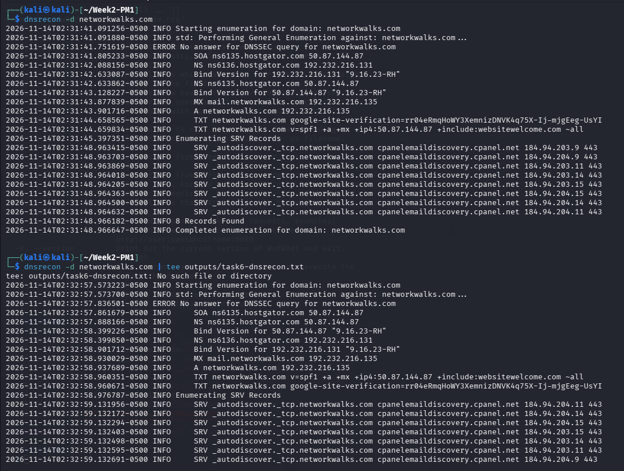 ┌──(kali㉿kali)-[~/Week2-PM1]
└─$ dnsrecon -d networkwalks.com
2026-11-14T02:31:41.091256-0500 INFO Starting enumeration for domain: networkwalks.com
2026-11-14T02:31:41.091880-0500 INFO std: Performing General Enumeration against: networkwalks.com...
2026-11-14T02:31:41.751619-0500 ERROR No answer for DNSSEC query for networkwalks.com
2026-11-14T02:31:41.805233-0500 INFO SOA ns6135.hostgator.com 50.87.144.87
2026-11-14T02:31:42.088156-0500 INFO NS ns6136.hostgator.com 192.232.216.131
2026-11-14T02:31:42.633087-0500 INFO Bind Version for 192.232.216.131 "9.16.23-RH"
2026-11-14T02:31:42.633862-0500 INFO NS ns6135.hostgator.com 50.87.144.87
2026-11-14T02:31:43.128227-0500 INFO Bind Version for 50.87.144.87 "9.16.23-RH"
2026-11-14T02:31:43.877839-0500 INFO MX mail.networkwalks.com 192.232.216.135
2026-11-14T02:31:43.901716-0500 INFO A networkwalks.com 192.232.216.135
2026-11-14T02:31:44.658565-0500 INFO TXT networkwalks.com google-site-verification=rr04eRmqHoWY3XemnizDNVK4q75X-Ij-mjgEeg-UsYI
2026-11-14T02:31:44.659834-0500 INFO TXT networkwalks.com v=spf1 +a +mx +ip4:50.87.144.87 +include:websitewelcome.com ~all
2026-11-14T02:31:45.397351-0500 INFO Enumerating SRV Records
2026-11-14T02:31:48.963415-0500 INFO SRV _autodiscover._tcp.networkwalks.com cpanelemaildiscovery.cpanel.net 184.94.203.9 443
2026-11-14T02:31:48.963703-0500 INFO SRV _autodiscover._tcp.networkwalks.com cpanelemaildiscovery.cpanel.net 184.94.204.9 443
2026-11-14T02:31:48.963869-0500 INFO SRV _autodiscover._tcp.networkwalks.com cpanelemaildiscovery.cpanel.net 184.94.203.11 443
2026-11-14T02:31:48.964018-0500 INFO SRV _autodiscover._tcp.networkwalks.com cpanelemaildiscovery.cpanel.net 184.94.203.14 443
2026-11-14T02:31:48.964205-0500 INFO SRV _autodiscover._tcp.networkwalks.com cpanelemaildiscovery.cpanel.net 184.94.203.15 443
2026-11-14T02:31:48.964363-0500 INFO SRV _autodiscover._tcp.networkwalks.com cpanelemaildiscovery.cpanel.net 184.94.204.15 443
2026-11-14T02:31:48.964500-0500 INFO SRV _autodiscover._tcp.networkwalks.com cpanelemaildiscovery.cpanel.net 184.94.204.14 443
2026-11-14T02:31:48.964632-0500 INFO SRV _autodiscover._tcp.networkwalks.com cpanelemaildiscovery.cpanel.net 184.94.204.11 443
2026-11-14T02:31:48.966182-0500 INFO 8 Records Found
2026-11-14T02:31:48.966647-0500 INFO Completed enumeration for domain: networkwalks.com
┌──(kali㉿kali)-[~/Week2-PM1]
└─$ dnsrecon -d networkwalks.com | tee outputs/task6-dnsrecon.txt
tee: outputs/task6-dnsrecon.txt: No such file or directory
2026-11-14T02:32:57.573223-0500 INFO Starting enumeration for domain: networkwalks.com
2026-11-14T02:32:57.573700-0500 INFO std: Performing General Enumeration against: networkwalks.com...
2026-11-14T02:32:57.836501-0500 ERROR No answer for DNSSEC query for networkwalks.com
2026-11-14T02:32:57.861679-0500 INFO SOA ns6135.hostgator.com 50.87.144.87
2026-11-14T02:32:57.888166-0500 INFO NS ns6135.hostgator.com 50.87.144.87
2026-11-14T02:32:58.399226-0500 INFO Bind Version for 50.87.144.87 "9.16.23-RH"
2026-11-14T02:32:58.399850-0500 INFO NS ns6136.hostgator.com 192.232.216.131
2026-11-14T02:32:58.901712-0500 INFO Bind Version for 192.232.216.131 "9.16.23-RH"
2026-11-14T02:32:58.930029-0500 INFO MX mail.networkwalks.com 192.232.216.135
2026-11-14T02:32:58.937689-0500 INFO A networkwalks.com 192.232.216.135
2026-11-14T02:32:58.960351-0500 INFO TXT networkwalks.com v=spf1 +a +mx +ip4:50.87.144.87 +include:websitewelcome.com ~all
2026-11-14T02:32:58.960671-0500 INFO TXT networkwalks.com google-site-verification=rr04eRmqHoWY3XemnizDNVK4q75X-Ij-mjgEeg-UsYI
2026-11-14T02:32:58.976787-0500 INFO Enumerating SRV Records
2026-11-14T02:32:59.131956-0500 INFO SRV _autodiscover._tcp.networkwalks.com cpanelemaildiscovery.cpanel.net 184.94.204.11 443
2026-11-14T02:32:59.132172-0500 INFO SRV _autodiscover._tcp.networkwalks.com cpanelemaildiscovery.cpanel.net 184.94.204.14 443
2026-11-14T02:32:59.132294-0500 INFO SRV _autodiscover._tcp.networkwalks.com cpanelemaildiscovery.cpanel.net 184.94.204.15 443
2026-11-14T02:32:59.132403-0500 INFO SRV _autodiscover._tcp.networkwalks.com cpanelemaildiscovery.cpanel.net 184.94.203.15 443
2026-11-14T02:32:59.132498-0500 INFO SRV _autodiscover._tcp.networkwalks.com cpanelemaildiscovery.cpanel.net 184.94.203.14 443
2026-11-14T02:32:59.132595-0500 INFO SRV _autodiscover._tcp.networkwalks.com cpanelemaildiscovery.cpanel.net 184.94.203.11 443
2026-11-14T02:32:59.132691-0500 INFO SRV _autodiscover._tcp.networkwalks.com cpanelemaildiscovery.cpanel.net 184.94.204.9 443